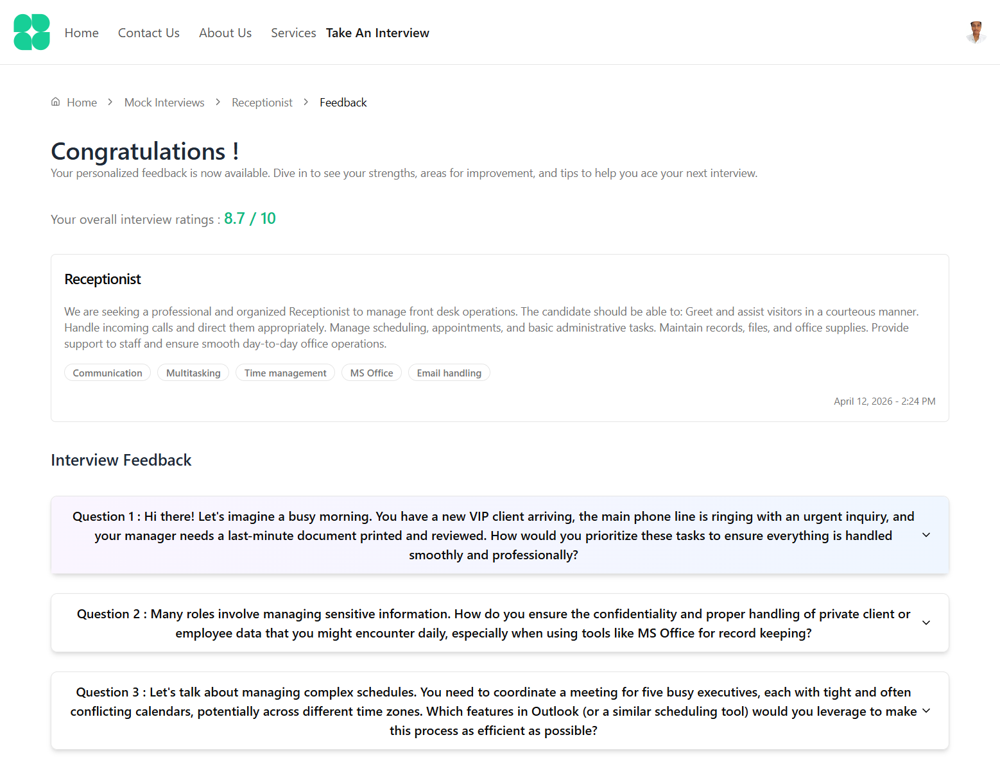 Home Contact Us About Us Services Take An Interview
Home > Mock Interviews > Receptionist > Feedback
Congratulations !
Your personalized feedback is now available. Dive in to see your strengths, areas for improvement, and tips to help you ace your next interview.
Your overall interview ratings : 8.7 / 10
Receptionist
We are seeking a professional and organized Receptionist to manage front desk operations. The candidate should be able to: Greet and assist visitors in a courteous manner.
Handle incoming calls and direct them appropriately. Manage scheduling, appointments, and basic administrative tasks. Maintain records, files, and office supplies. Provide
support to staff and ensure smooth day-to-day office operations.
Communication Multitasking Time management MS Office Email handling
April 12, 2026 - 2:24 PM
Interview Feedback
Question 1 : Hi there! Let's imagine a busy morning. You have a new VIP client arriving, the main phone line is ringing with an urgent inquiry, and
your manager needs a last-minute document printed and reviewed. How would you prioritize these tasks to ensure everything is handled
smoothly and professionally?
Question 2 : Many roles involve managing sensitive information. How do you ensure the confidentiality and proper handling of private client or
employee data that you might encounter daily, especially when using tools like MS Office for record keeping?
Question 3 : Let's talk about managing complex schedules. You need to coordinate a meeting for five busy executives, each with tight and often
conflicting calendars, potentially across different time zones. Which features in Outlook (or a similar scheduling tool) would you leverage to make
this process as efficient as possible?